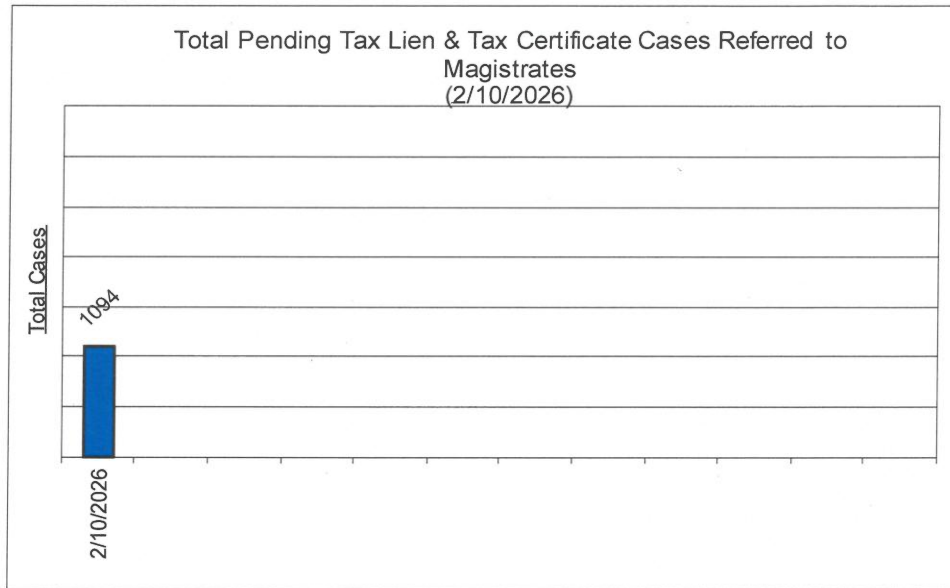 Total Pending Tax Lien & Tax Certificate Cases Referred to
Magistrates
(2/10/2026)
Total Cases
1094
2/10/2026